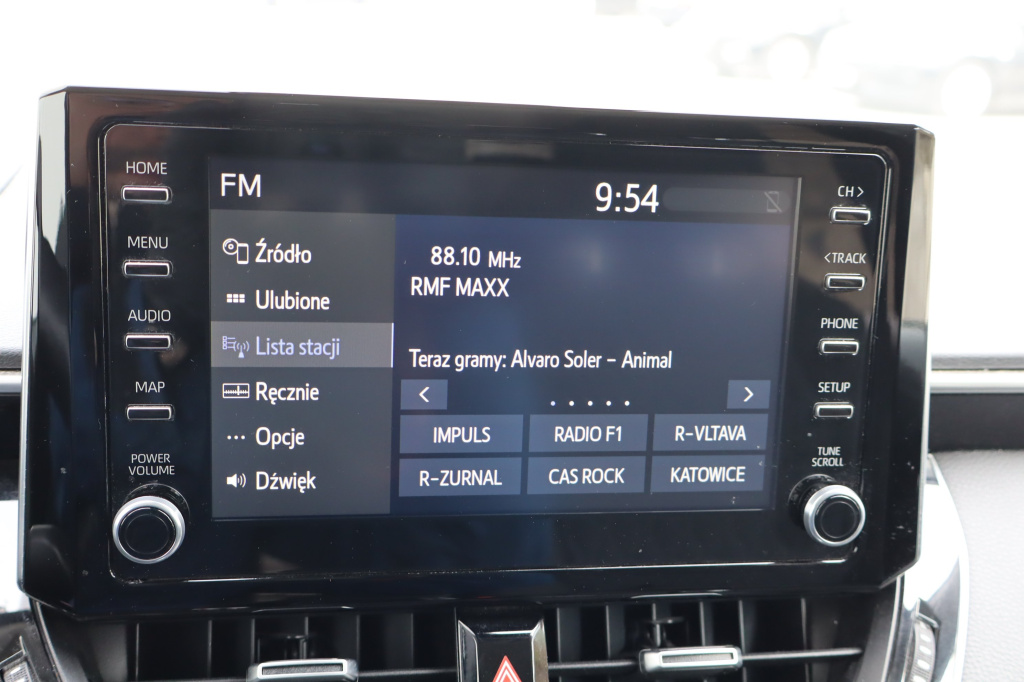 HOME
MENU
AUDIO
MAP
POWER
VOLUME
FM
9:54
Źródło
Ulubione
Lista stacji
Ręcznie
Opcje
Dźwięk
88.10 MHz
RMF MAXX
Teraz gramy: Alvaro Soler – Animal
< >
IMPULS RADIO F1 R-VLTAVA
R-ZURNAL CAS ROCK KATOWICE
CH >
< TRACK
PHONE
SETUP
TUNE
SCROLL